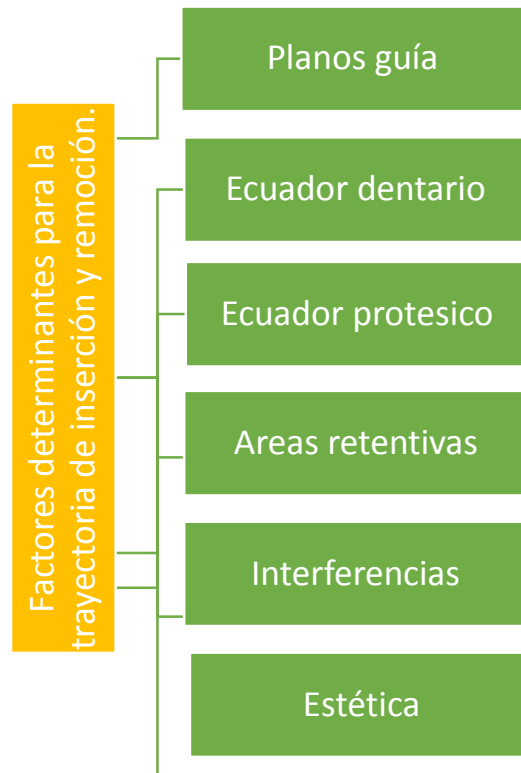 Factores determinantes para la
trayectoria de inserción y remoción.
Planos guía
Ecuador dentario
Ecuador protesico
Areas retentivas
Interferencias
Estética